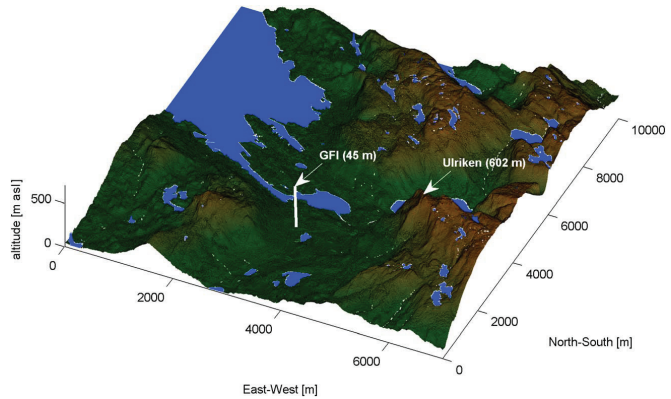 GFI (45 m)
Ulriken (602 m)
altitude [m asl]
500
0
0
2000
4000
6000
East-West [m]
0
2000
4000
6000
8000
10000
North-South [m]